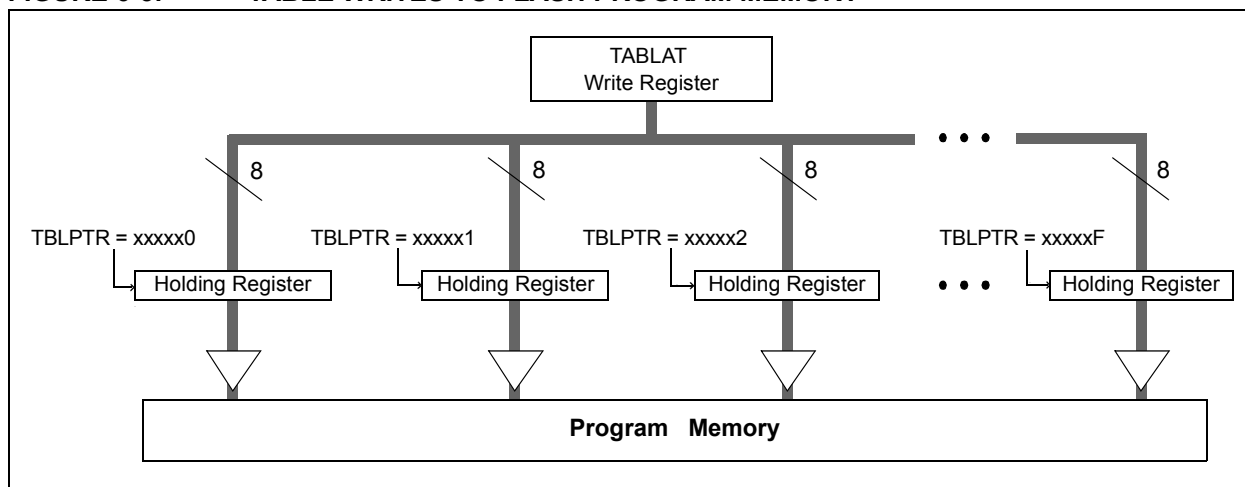 TABLAT
Write Register
8
8
8
8
TBLPTR = xxxxx0
TBLPTR = xxxxx1
TBLPTR = xxxxx2
TBLPTR = xxxxxF
Holding Register
Holding Register
Holding Register
Holding Register
Program Memory